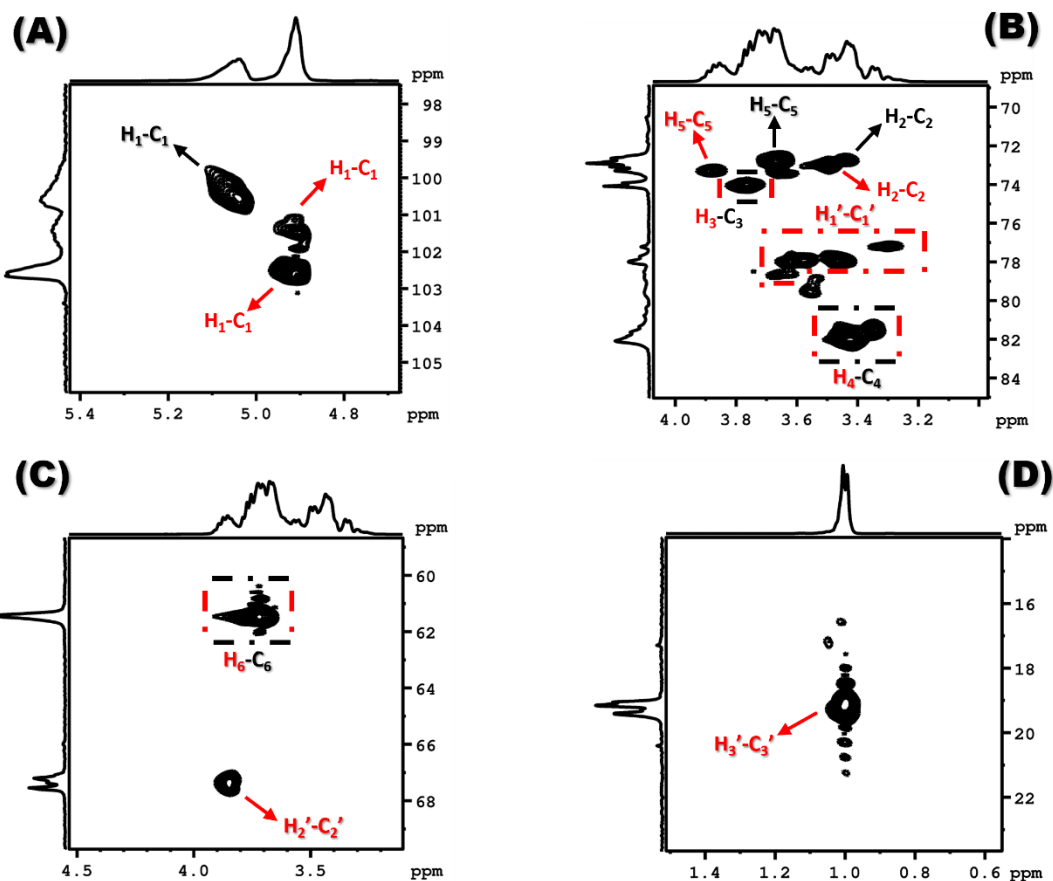 (A)
ppm
98
99
100
101
102
103
104
105
5.4
5.2
5.0
4.8
ppm
H₁-C₁
H₁-C₁
H₁-C₁
(B)
ppm
70
72
74
76
78
80
82
84
4.0
3.8
3.6
3.4
3.2
ppm
H₅-C₅
H₅-C₅
H₂-C₂
H₂-C₂
H₃-C₃
H₁’-C₁’
H₄-C₄
(C)
ppm
60
62
64
66
68
4.5
4.0
3.5
ppm
H₆-C₆
H₂’-C₂’
(D)
ppm
14
16
18
20
22
1.4
1.2
1.0
0.8
0.6
ppm
H₃’-C₃’